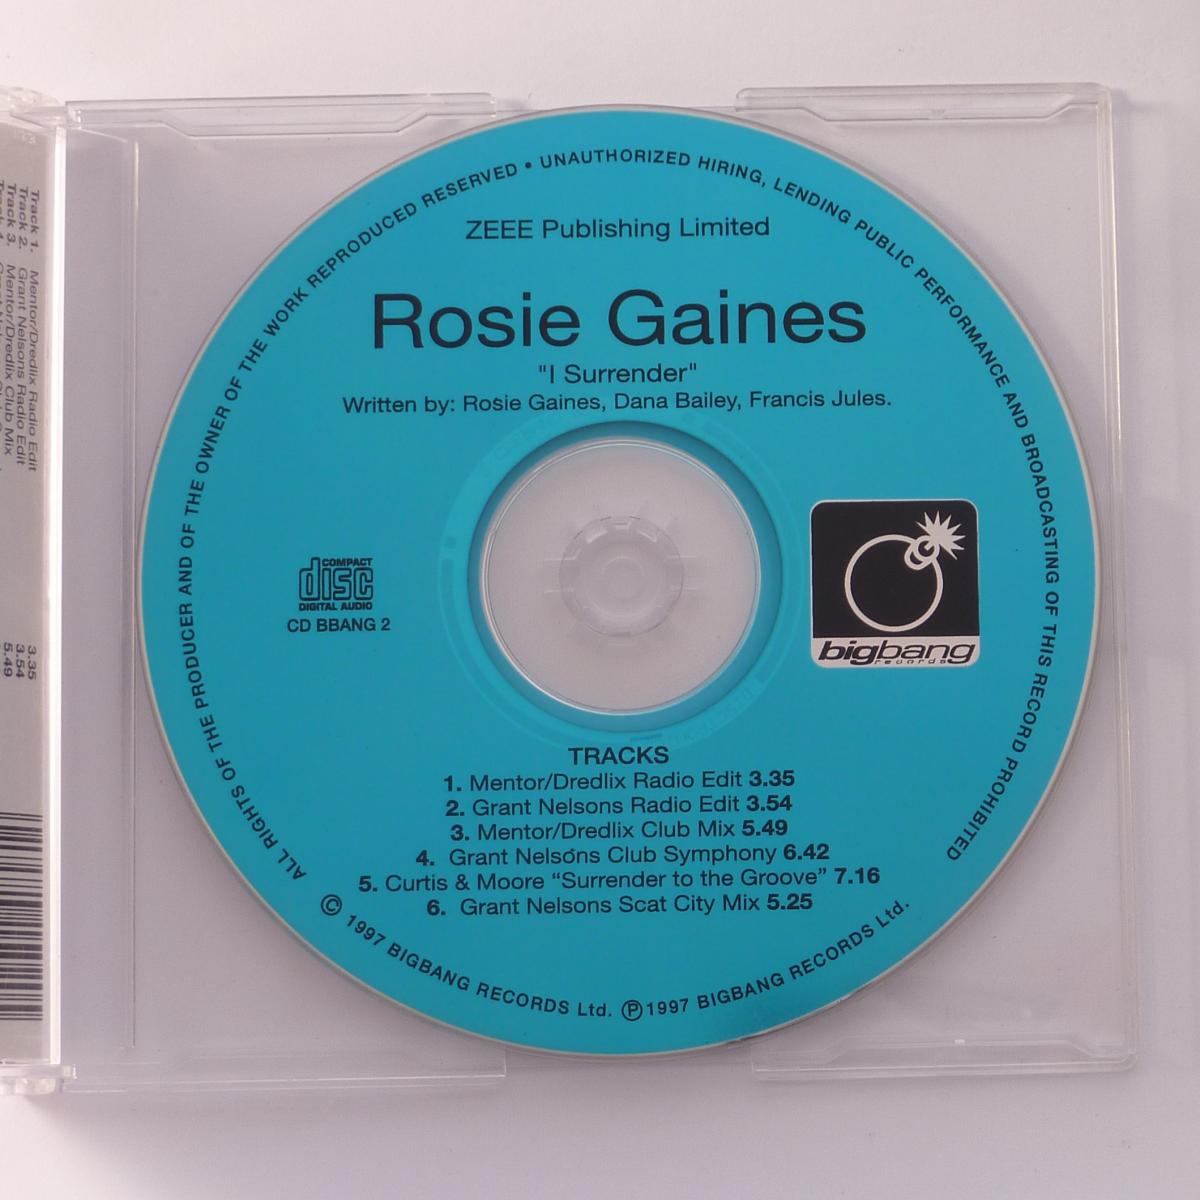 ALL RIGHTS OF THE PRODUCER AND OF THE OWNER OF THE WORK REPRODUCED RESERVED • UNAUTHORIZED HIRING, LENDING PUBLIC PERFORMANCE AND BROADCASTING OF THIS RECORD PROHIBITED
ZEEE Publishing Limited
Rosie Gaines
"I Surrender"
Written by: Rosie Gaines, Dana Bailey, Francis Jules.
COMPACT
disc
DIGITAL AUDIO
CD BBANG 2
bigbang
records
TRACKS
1. Mentor/Dredlix Radio Edit 3.35
2. Grant Nelsons Radio Edit 3.54
3. Mentor/Dredlix Club Mix 5.49
4. Grant Nelsons Club Symphony 6.42
5. Curtis & Moore “Surrender to the Groove” 7.16
6. Grant Nelsons Scat City Mix 5.25
© 1997 BIGBANG RECORDS Ltd. ℗ 1997 BIGBANG RECORDS Ltd.
Track 1. Mentor/Dredlix Radio Edit 3.35
Track 2. Grant Nelsons Radio Edit 3.54
Track 3. Mentor/Dredlix Club Mix 5.49